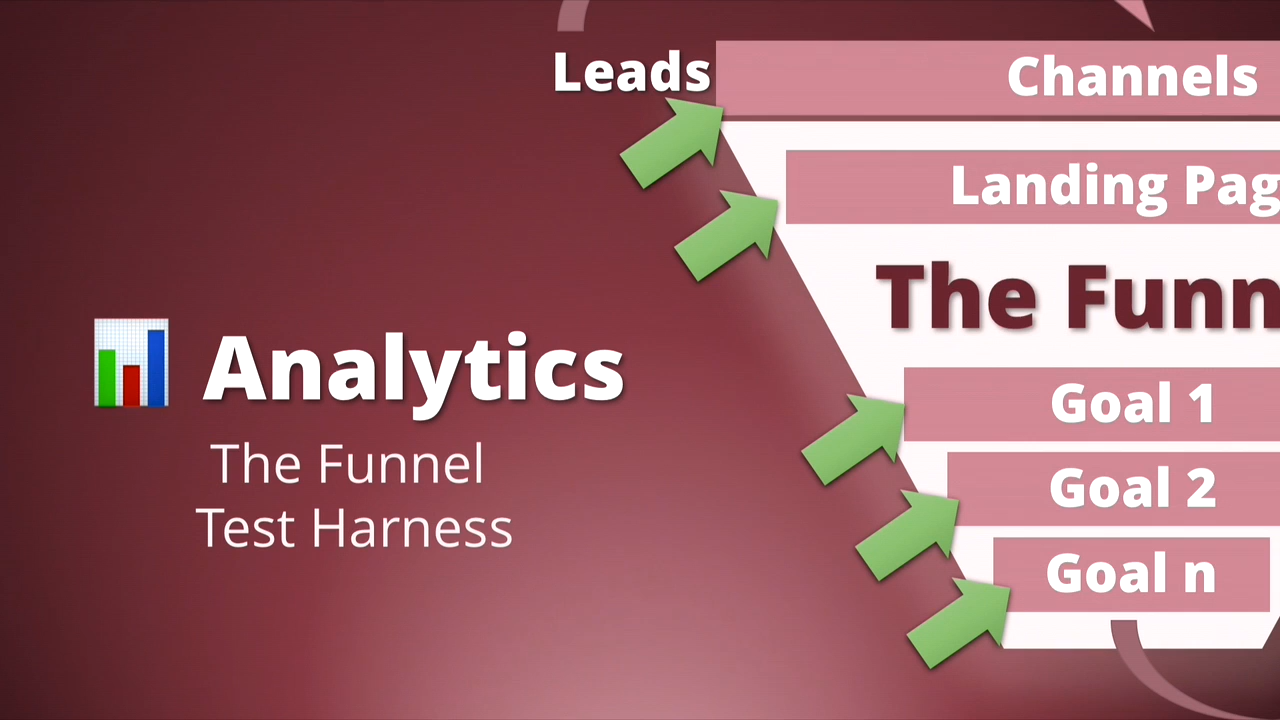 Leads
Channels
Landing Pag
The Funn
Analytics
The Funnel
Test Harness
Goal 1
Goal 2
Goal n